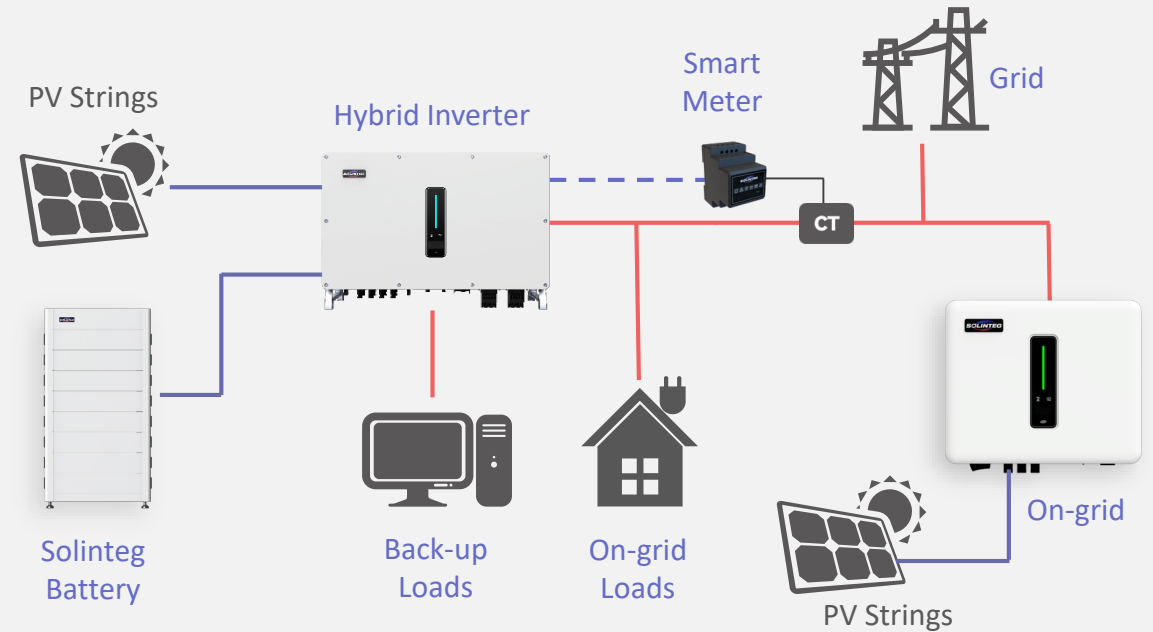 PV Strings
Hybrid Inverter
Smart
Meter
Grid
CT
SOLINTEG
Solinteg
Battery
Back-up
Loads
On-grid
Loads
On-grid
PV Strings